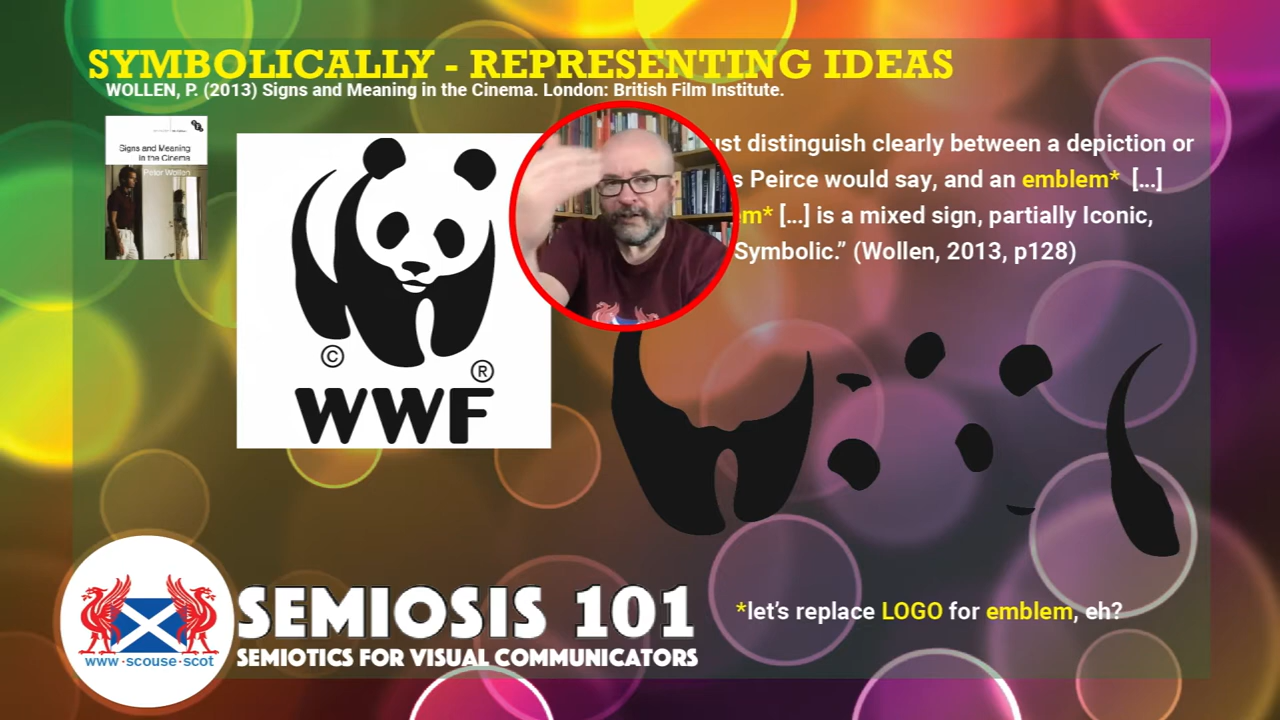 SYMBOLICALLY - REPRESENTING IDEAS
WOLLEN, P. (2013) Signs and Meaning in the Cinema. London: British Film Institute.
Signs and Meaning
in the Cinema
Peter Wollen
ust distinguish clearly between a depiction or
s Peirce would say, and an emblem* [...]
em* [...] is a mixed sign, partially Iconic,
Symbolic.” (Wollen, 2013, p128)
©
®
WWF
*let’s replace LOGO for emblem, eh?
SEMIOSIS 101
SEMIOTICS FOR VISUAL COMMUNICATORS
www·scouse·scot